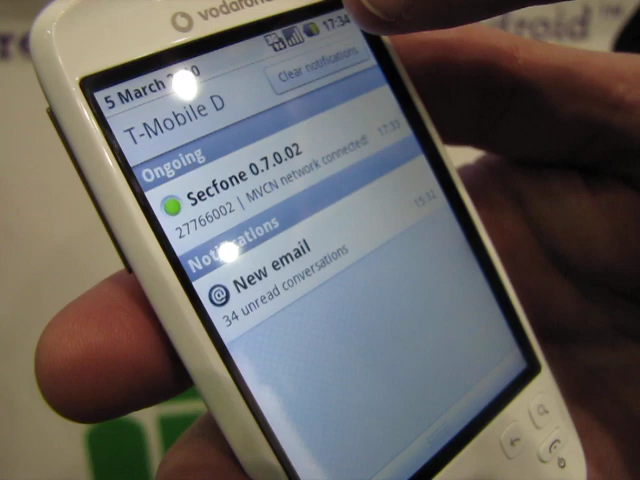 vodafone
17:34
5 March
Clear notifications
T-Mobile D
Ongoing
Secfone 0.7.0.02
17:33
27766002 | MVCN network connected!
Notifications
New email
15:32
34 unread conversations